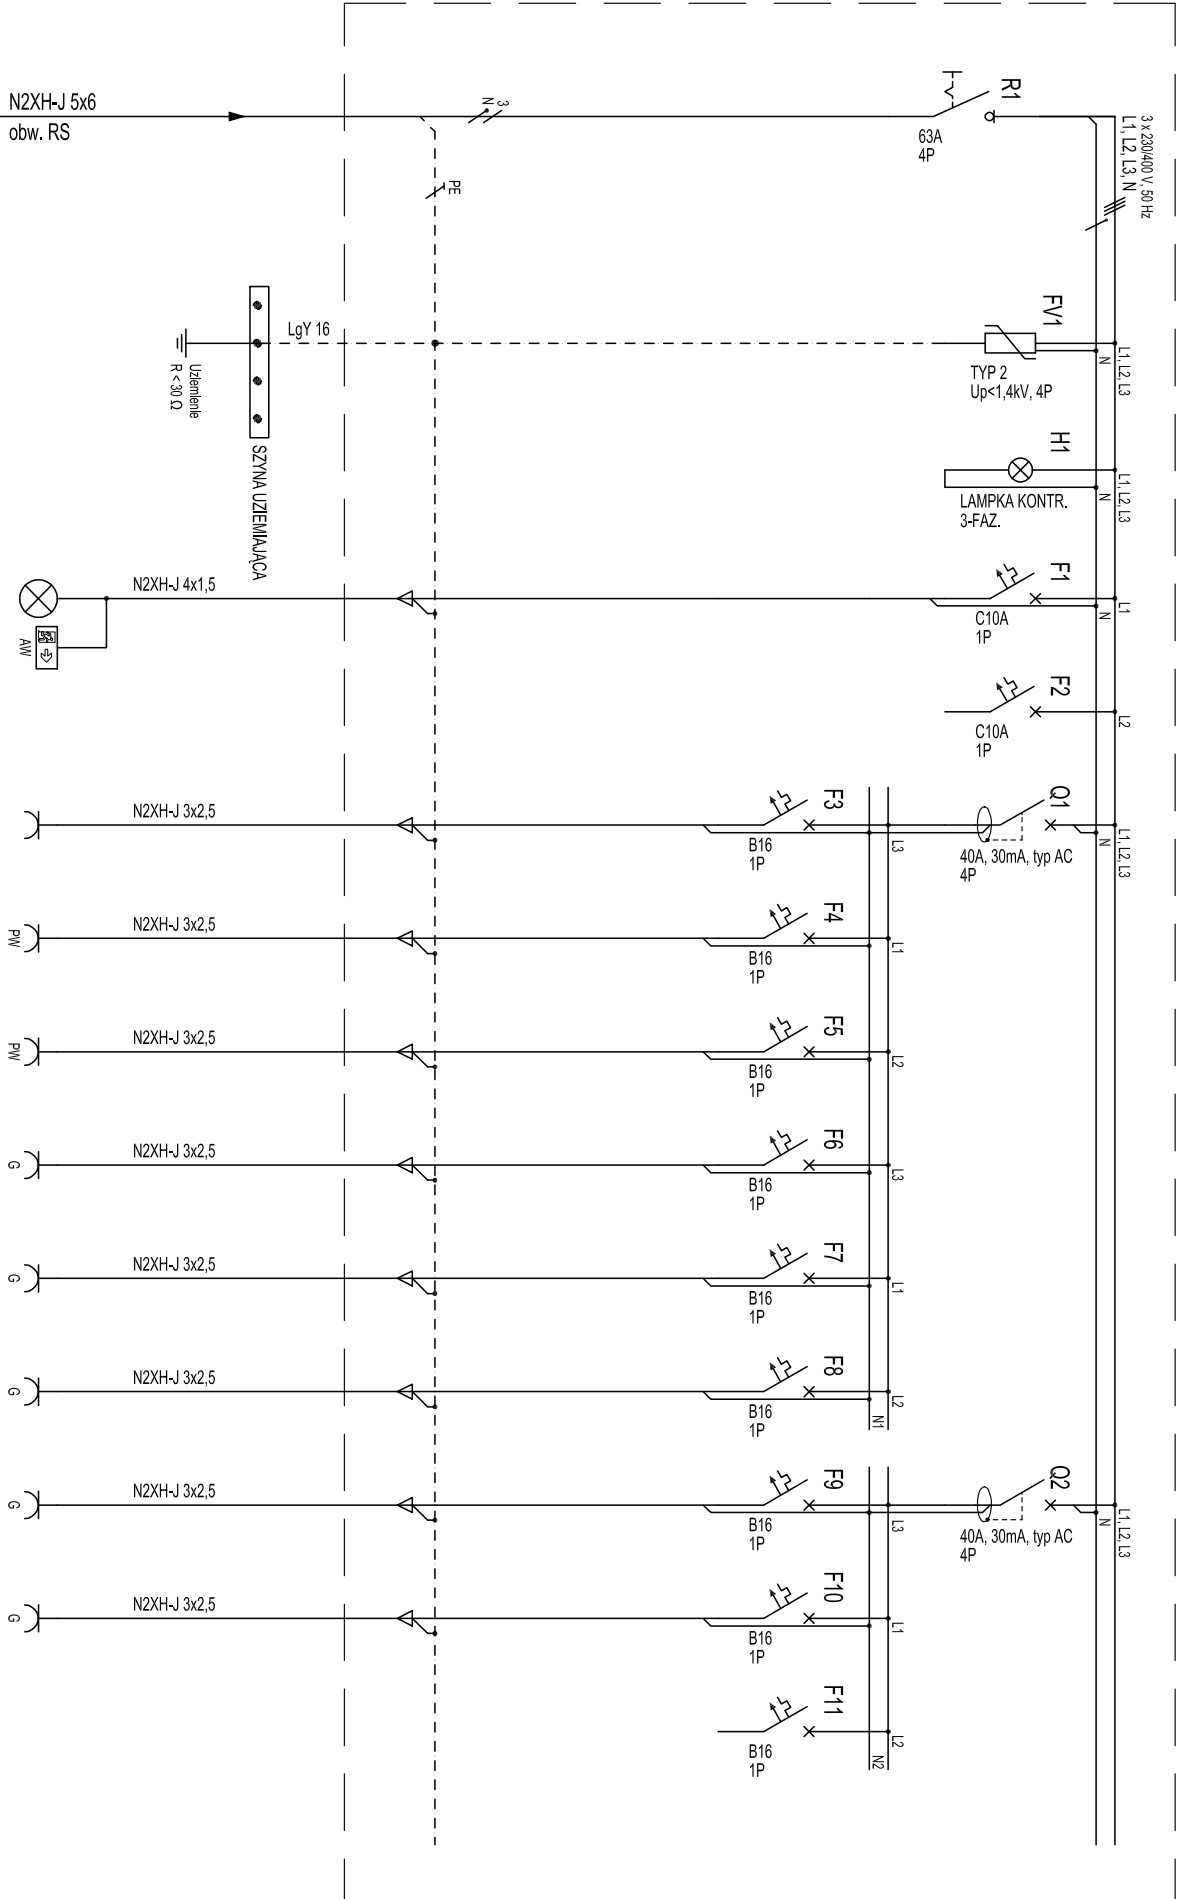 N2XH-J 5x6
obw. RS
3
N
R1
63A
4P
3 x 230/400 V, 50 Hz
L1, L2, L3, N
PE
FV1
TYP 2
Up<1,4kV, 4P
L1, L2, L3
N
LgY 16
Uziemienie
R < 30 Ω
SZYNA UZIEMIAJĄCA
H1
LAMPKA KONTR.
3-FAZ.
L1, L2, L3
N
N2XH-J 4x1,5
AW
F1
C10A
1P
L1
N
F2
C10A
1P
L2
N2XH-J 3x2,5
F3
B16
1P
L3
Q1
40A, 30mA, typ AC
4P
L1, L2, L3
N
PW
N2XH-J 3x2,5
F4
B16
1P
L1
PW
N2XH-J 3x2,5
F5
B16
1P
L2
G
N2XH-J 3x2,5
F6
B16
1P
L3
G
N2XH-J 3x2,5
F7
B16
1P
L1
G
N2XH-J 3x2,5
F8
B16
1P
L2
N1
G
N2XH-J 3x2,5
F9
B16
1P
L3
Q2
40A, 30mA, typ AC
4P
L1, L2, L3
N
G
N2XH-J 3x2,5
F10
B16
1P
L1
F11
B16
1P
L2
N2